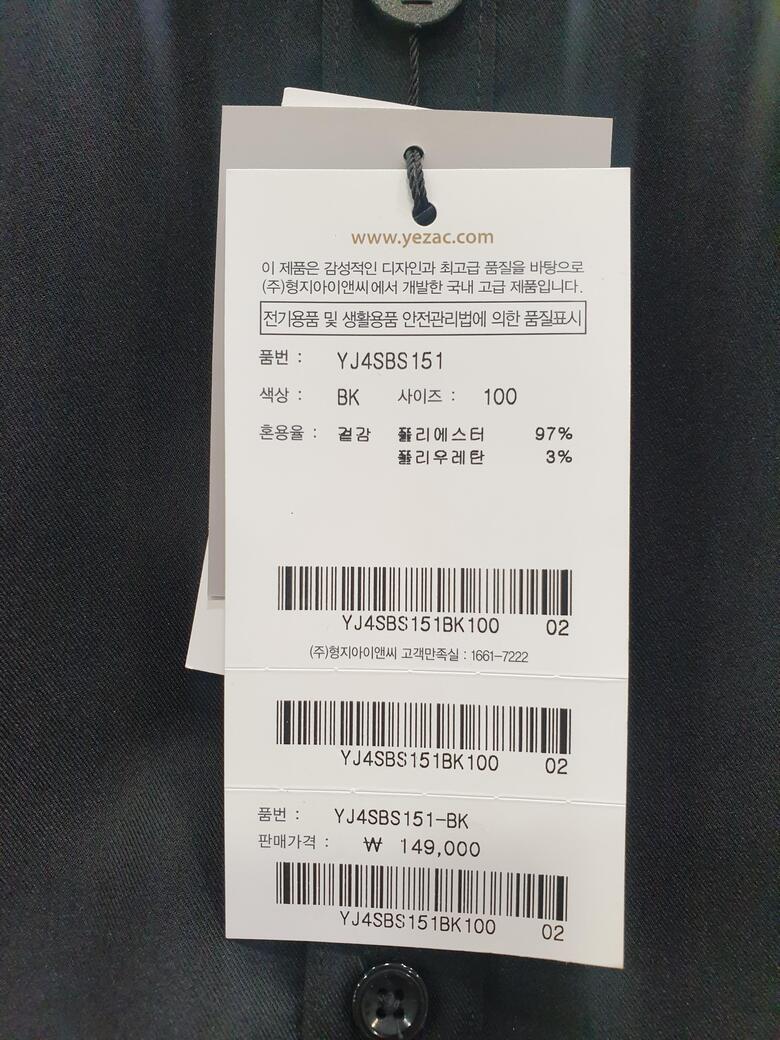 www.yezac.com
이 제품은 감성적인 디자인과 최고급 품질을 바탕으로
(주)형지아이앤씨에서 개발한 국내 고급 제품입니다.
전기용품 및 생활용품 안전관리법에 의한 품질표시
품번 : YJ4SBS151
색상 : BK 사이즈 : 100
혼용율 : 겉감 폴리에스터 97%
폴리우레탄 3%
YJ4SBS151BK100 02
(주)형지아이앤씨 고객만족실 : 1661-7222
YJ4SBS151BK100 02
품번 : YJ4SBS151-BK
판매가격 : ₩ 149,000
YJ4SBS151BK100 02